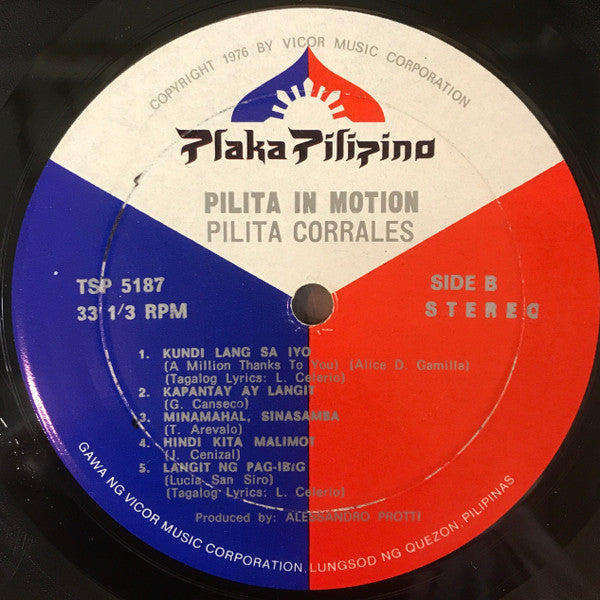 COPYRIGHT 1976 BY VICOR MUSIC CORPORATION
Plaka Pilipino
PILITA IN MOTION
PILITA CORRALES
TSP 5187
33 1/3 RPM
SIDE B
STEREO
1. KUNDI LANG SA IYO
(A Million Thanks To You) (Alice D. Gamilla)
(Tagalog Lyrics: L. Celerio)
2. KAPANTAY AY LANGIT
(G. Canseco)
3. MINAMAHAL, SINASAMBA
(T. Arevalo)
4. HINDI KITA MALIMOT
(J. Cenizal)
5. LANGIT NG PAG-IBIG
(Lucia San Siro)
(Tagalog Lyrics: L. Celerio)
Produced by: ALESSANDRO PROTTI
GAWA NG VICOR MUSIC CORPORATION, LUNGSOD NG QUEZON, PILIPINAS